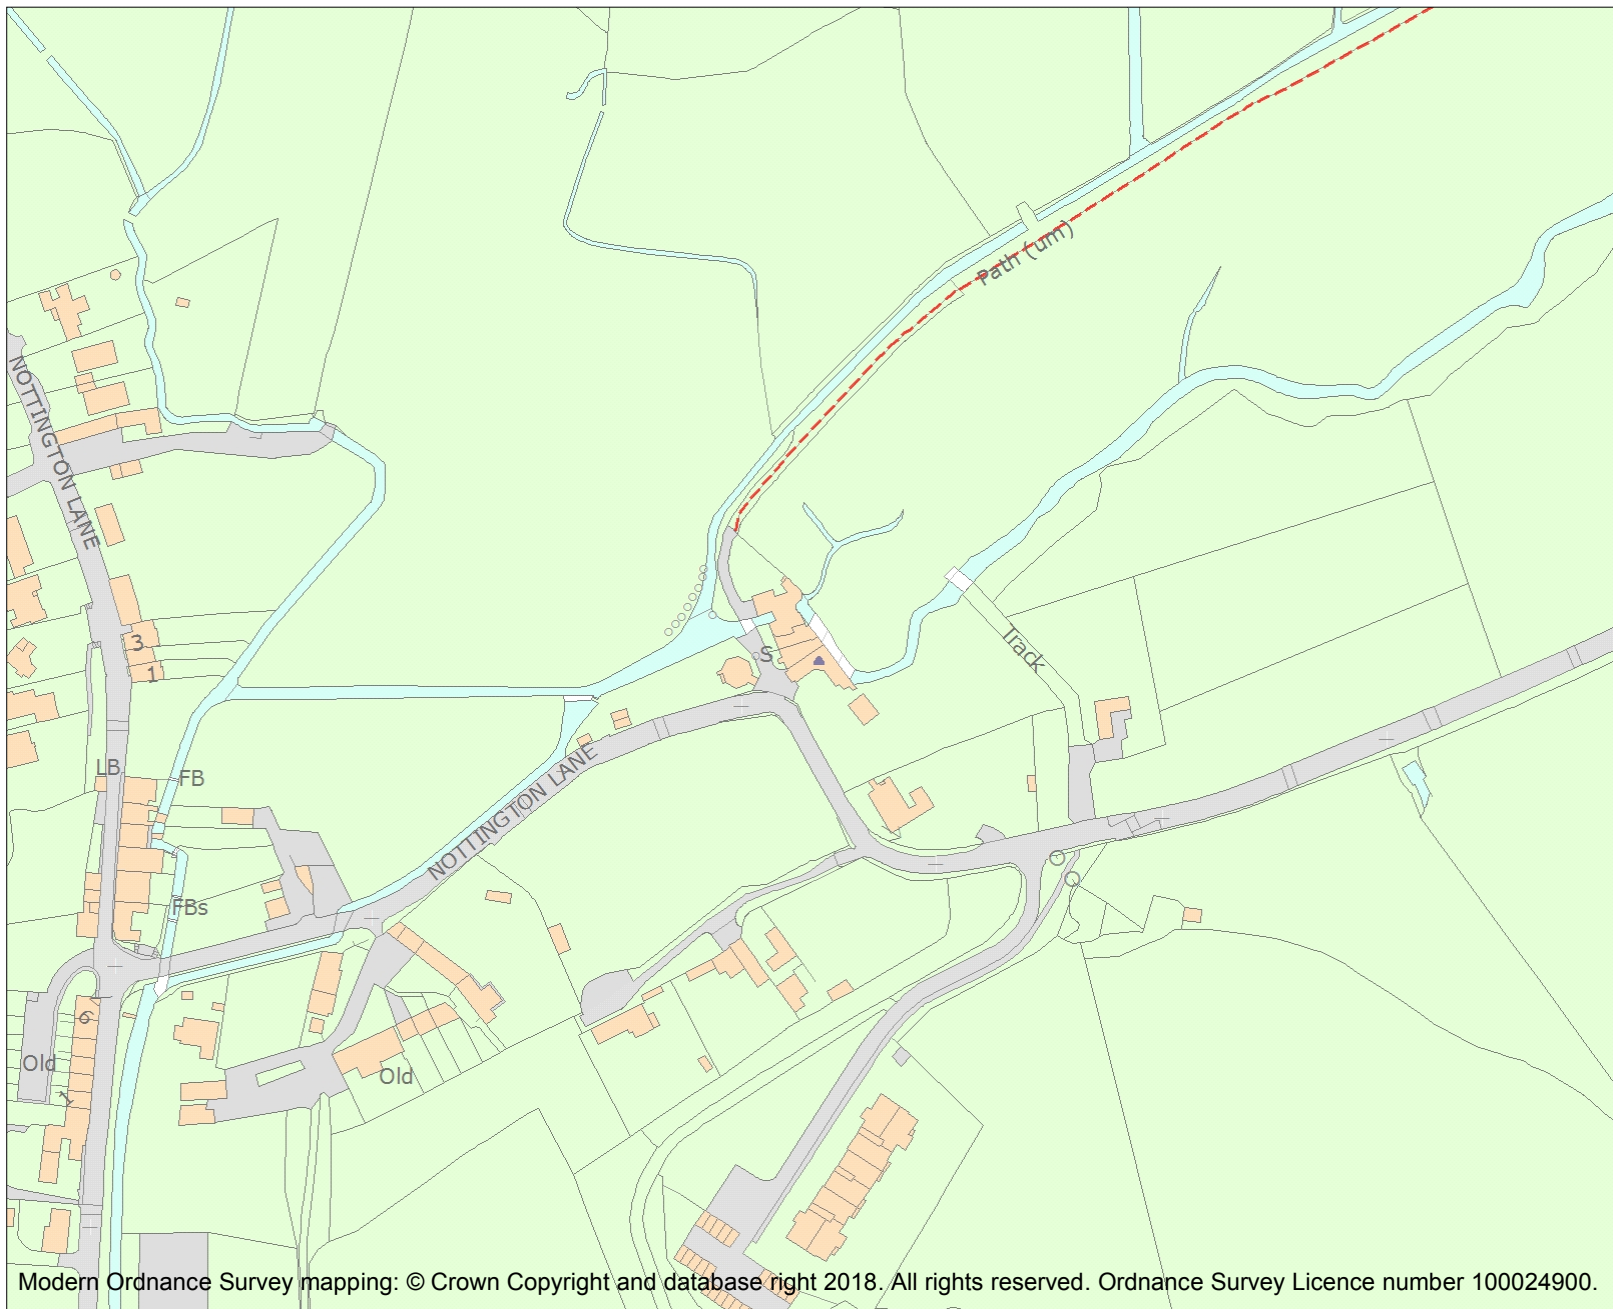 Path (um)
NOTTINGTON LANE
3
1
S
Track
LB
FB
NOTTINGTON LANE
FBs
6
Old
Old
1
Modern Ordnance Survey mapping: © Crown Copyright and database right 2018. All rights reserved. Ordnance Survey Licence number 100024900.